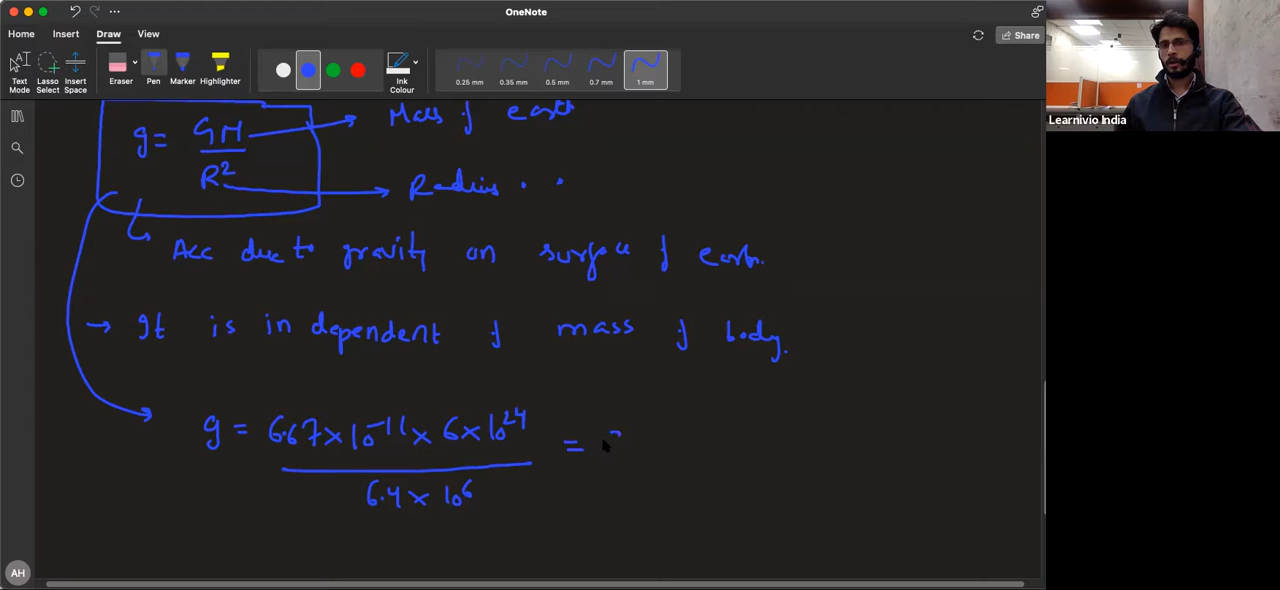 OneNote
Home Insert Draw View
Share
Text Mode Lasso Select Insert Space Eraser Pen Marker Highlighter Ink Colour 0.25 mm 0.35 mm 0.5 mm 0.7 mm 1 mm
Learnivio India
g = GM → Mass of earth
R² → Radius
Acc due to gravity on surface of earth.
→ It is independent of mass of body.
g = 6.67 × 10⁻¹¹ × 6 × 10²⁴ =
6.4 × 10⁶
AH